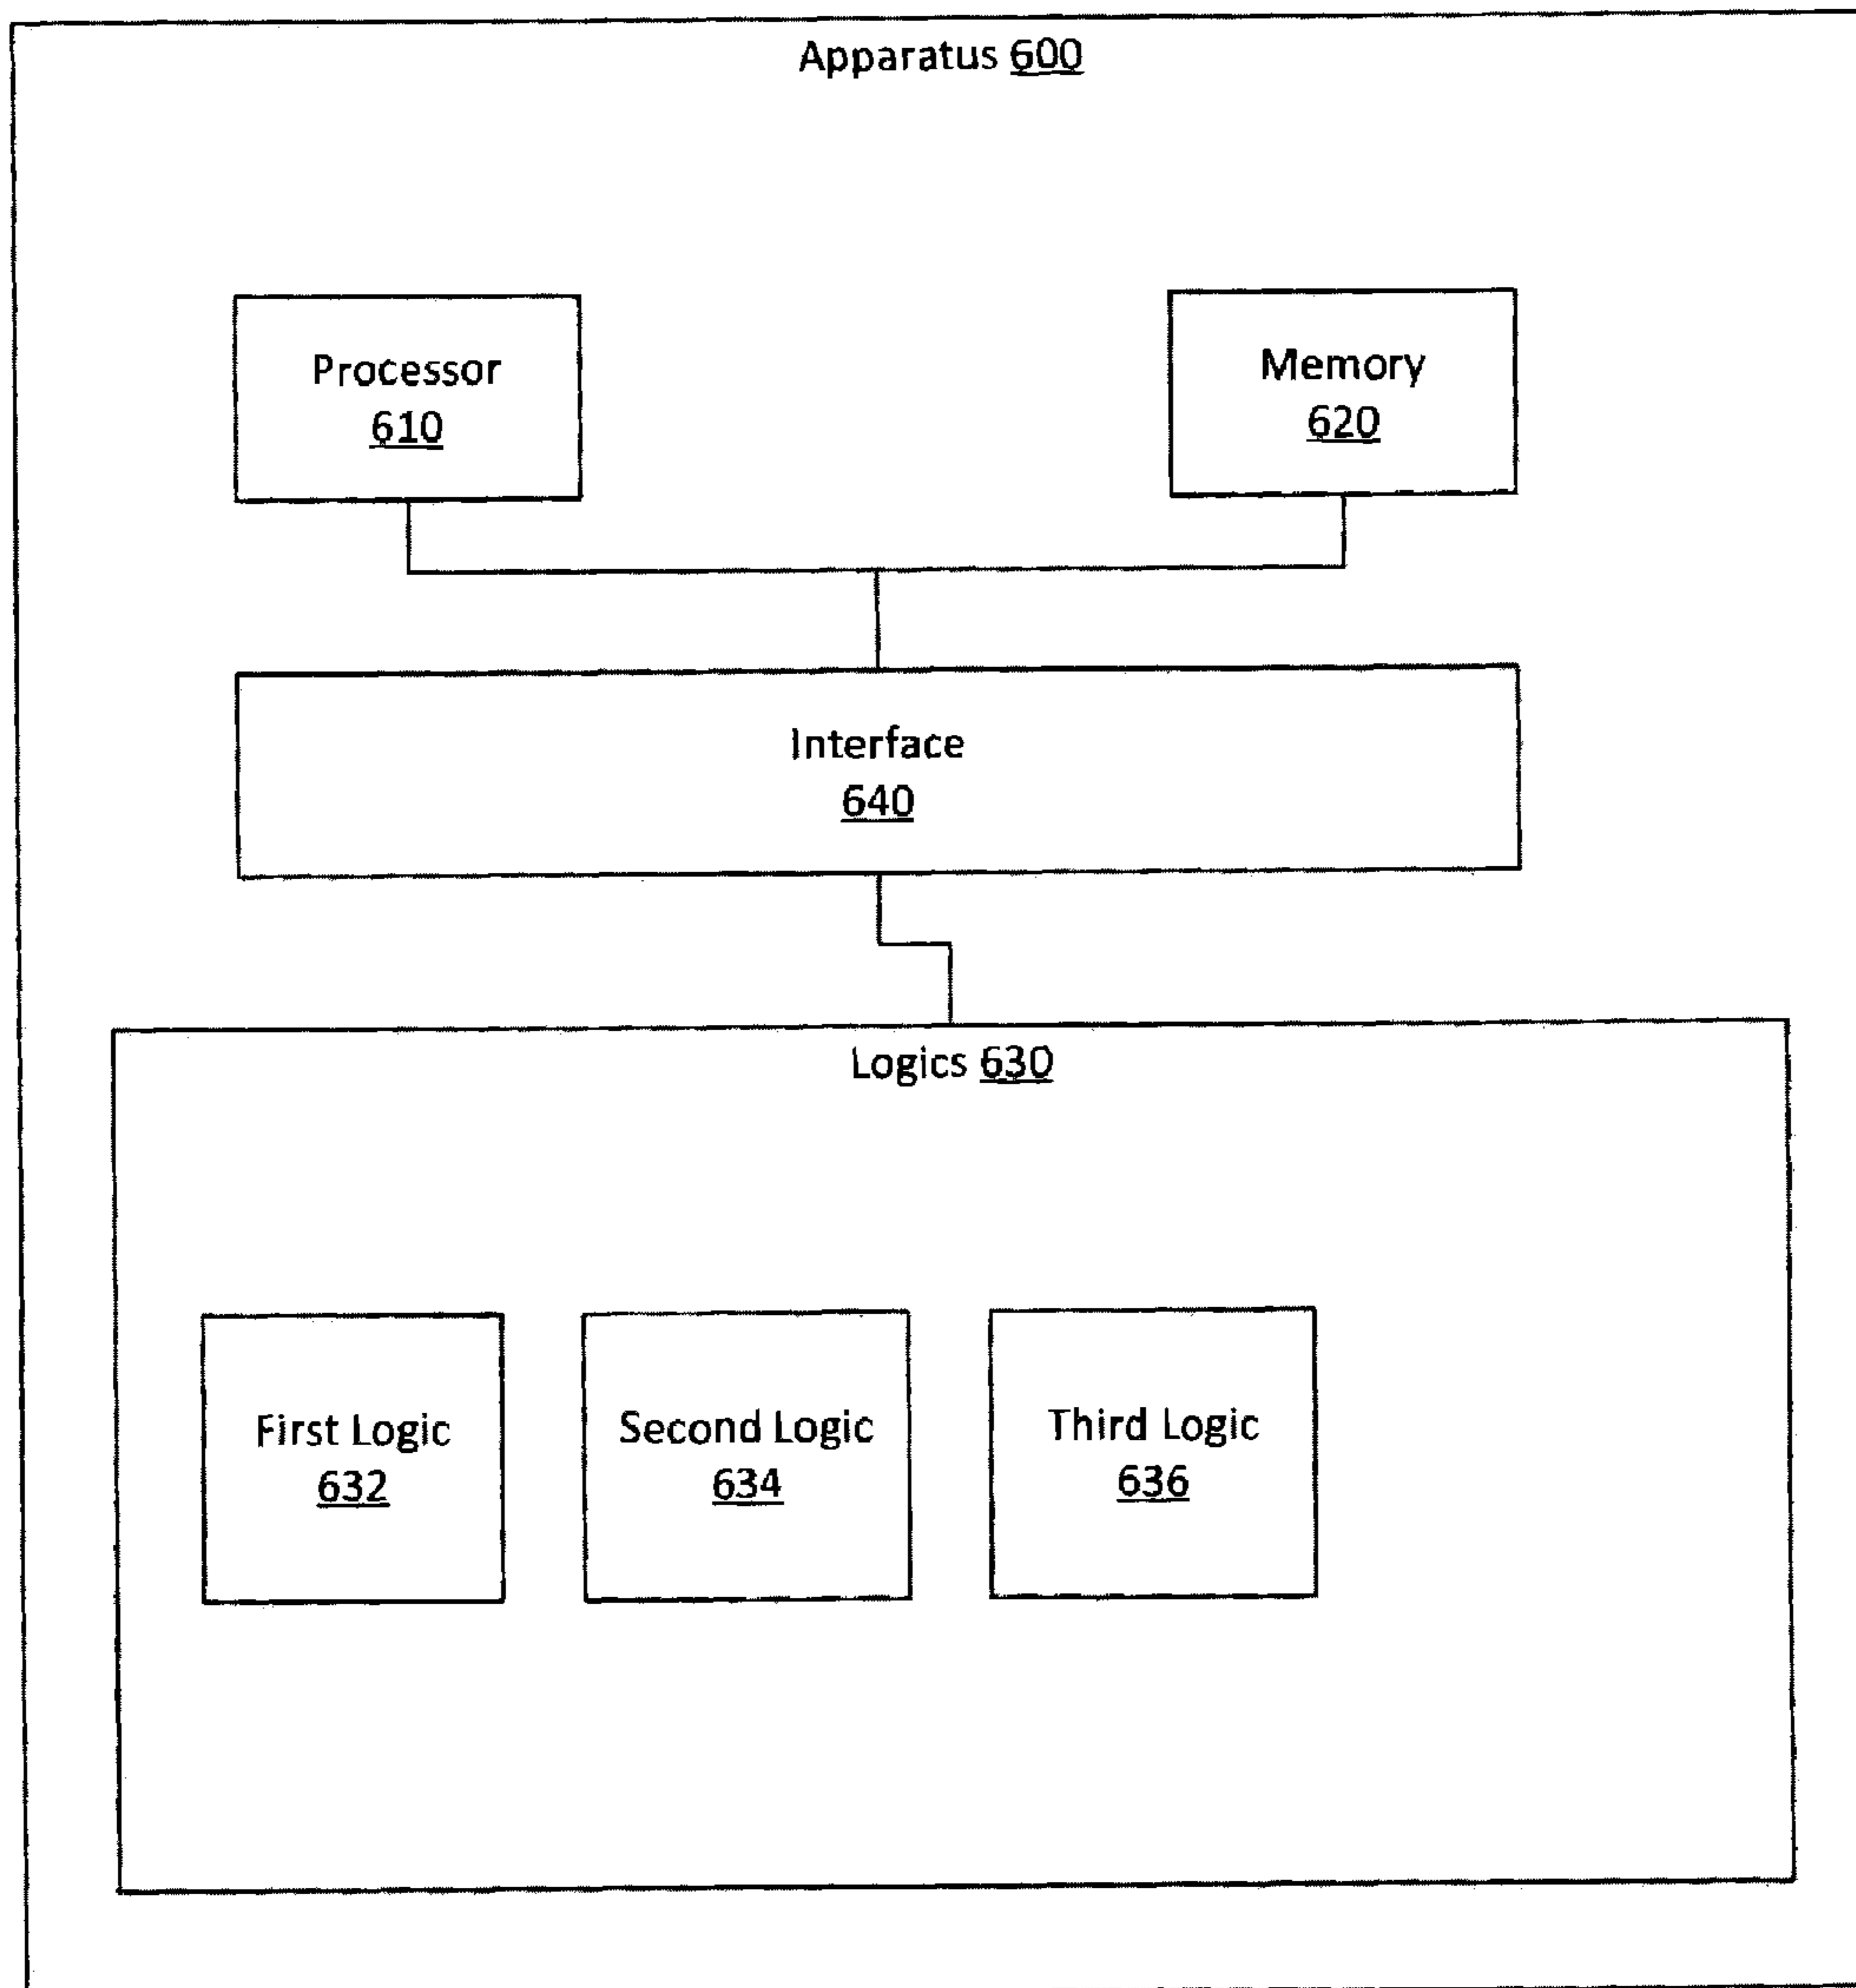 Apparatus 600
Processor
610
Memory
620
Interface
640
Logics 630
First Logic
632
Second Logic
634
Third Logic
636